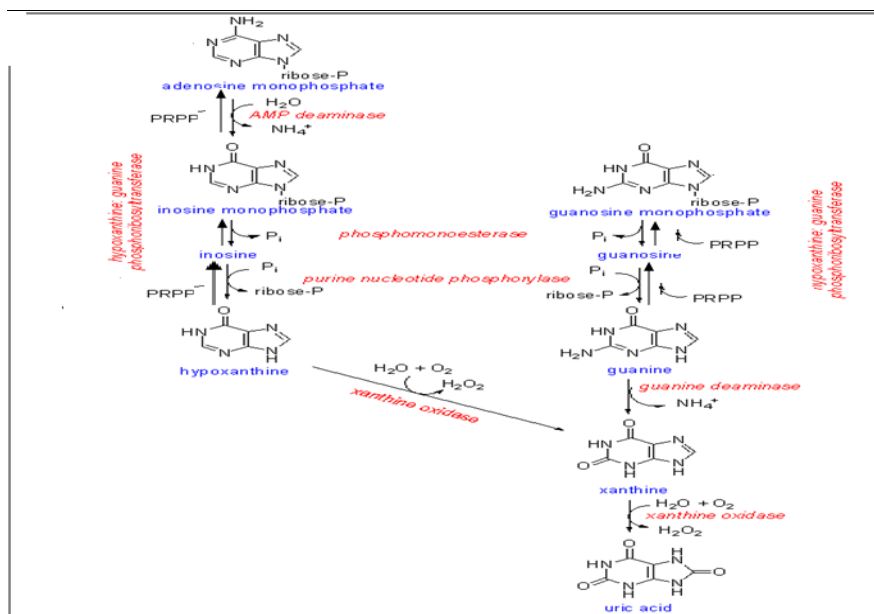 NH₂
N
N
N
N
ribose-P
adenosine monophosphate
H₂O
PRPP
AMP deaminase
NH₄⁺
O
HN
N
N
N
ribose-P
inosine monophosphate
O
HN
N
H₂N
N
N
ribose-P
guanosine monophosphate
hypoxanthine: guanine
phosphoribosyltransferase
hypoxanthine: guanine
phosphoribosyltransferase
Pi
phosphomonoesterase
Pi
PRPP
inosine
guanosine
Pi
purine nucleotide phosphorylase
Pi
PRPP
ribose-P
ribose-P
PRPP
O
HN
N
N
N
H
hypoxanthine
O
HN
N
H₂N
N
N
H
guanine
H₂O + O₂
H₂O₂
xanthine oxidase
guanine deaminase
NH₄⁺
O
HN
N
O
N
H
N
H
xanthine
H₂O + O₂
xanthine oxidase
H₂O₂
O
H
HN
N
O
O
N
H
N
H
uric acid